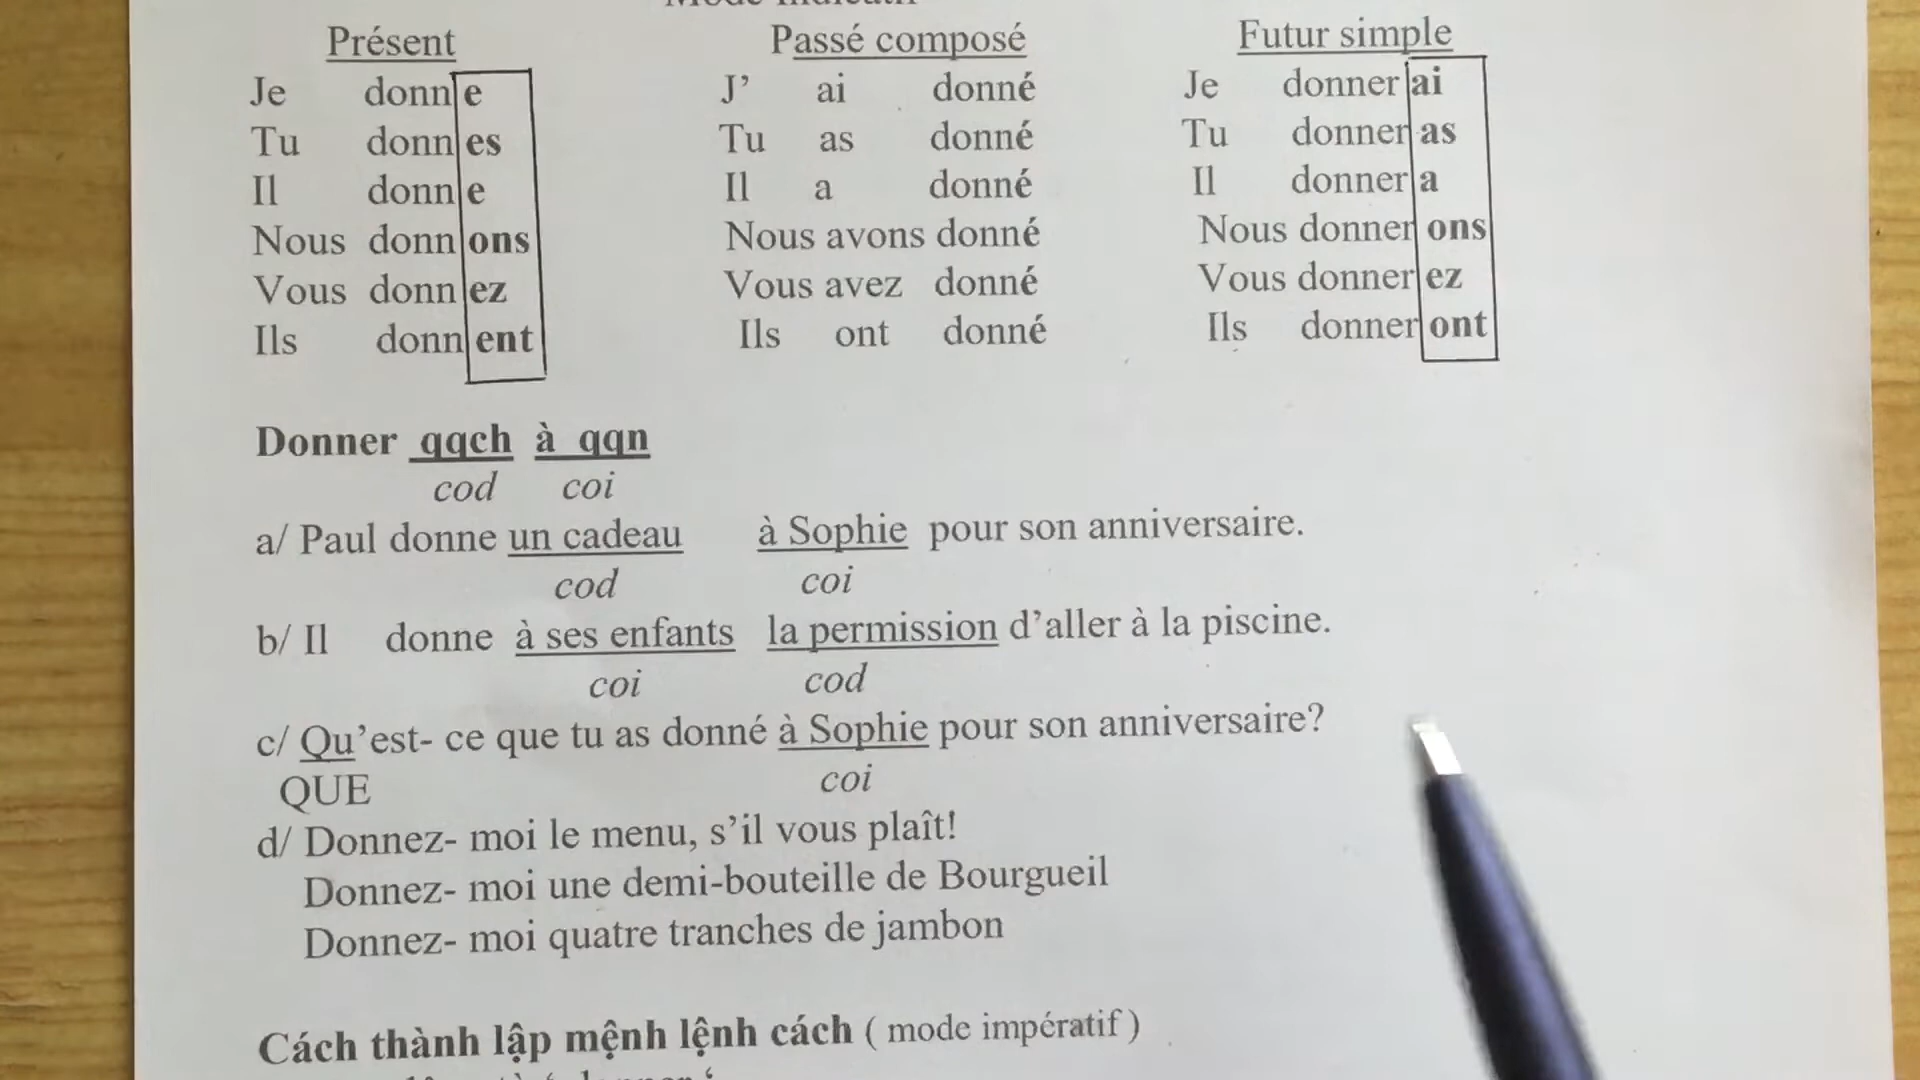 Mode Indicatif
Présent Passé composé Futur simple
Je donne J’ ai donné Je donnerai
Tu donnes Tu as donné Tu donneras
Il donne Il a donné Il donnera
Nous donnons Nous avons donné Nous donnerons
Vous donnez Vous avez donné Vous donnerez
Ils donnent Ils ont donné Ils donneront
Donner qqch à qqn
cod coi
a/ Paul donne un cadeau à Sophie pour son anniversaire.
cod coi
b/ Il donne à ses enfants la permission d’aller à la piscine.
coi cod
c/ Qu’est- ce que tu as donné à Sophie pour son anniversaire?
QUE coi
d/ Donnez- moi le menu, s’il vous plaît!
Donnez- moi une demi-bouteille de Bourgueil
Donnez- moi quatre tranches de jambon
Cách thành lập mệnh lệnh cách ( mode impératif )